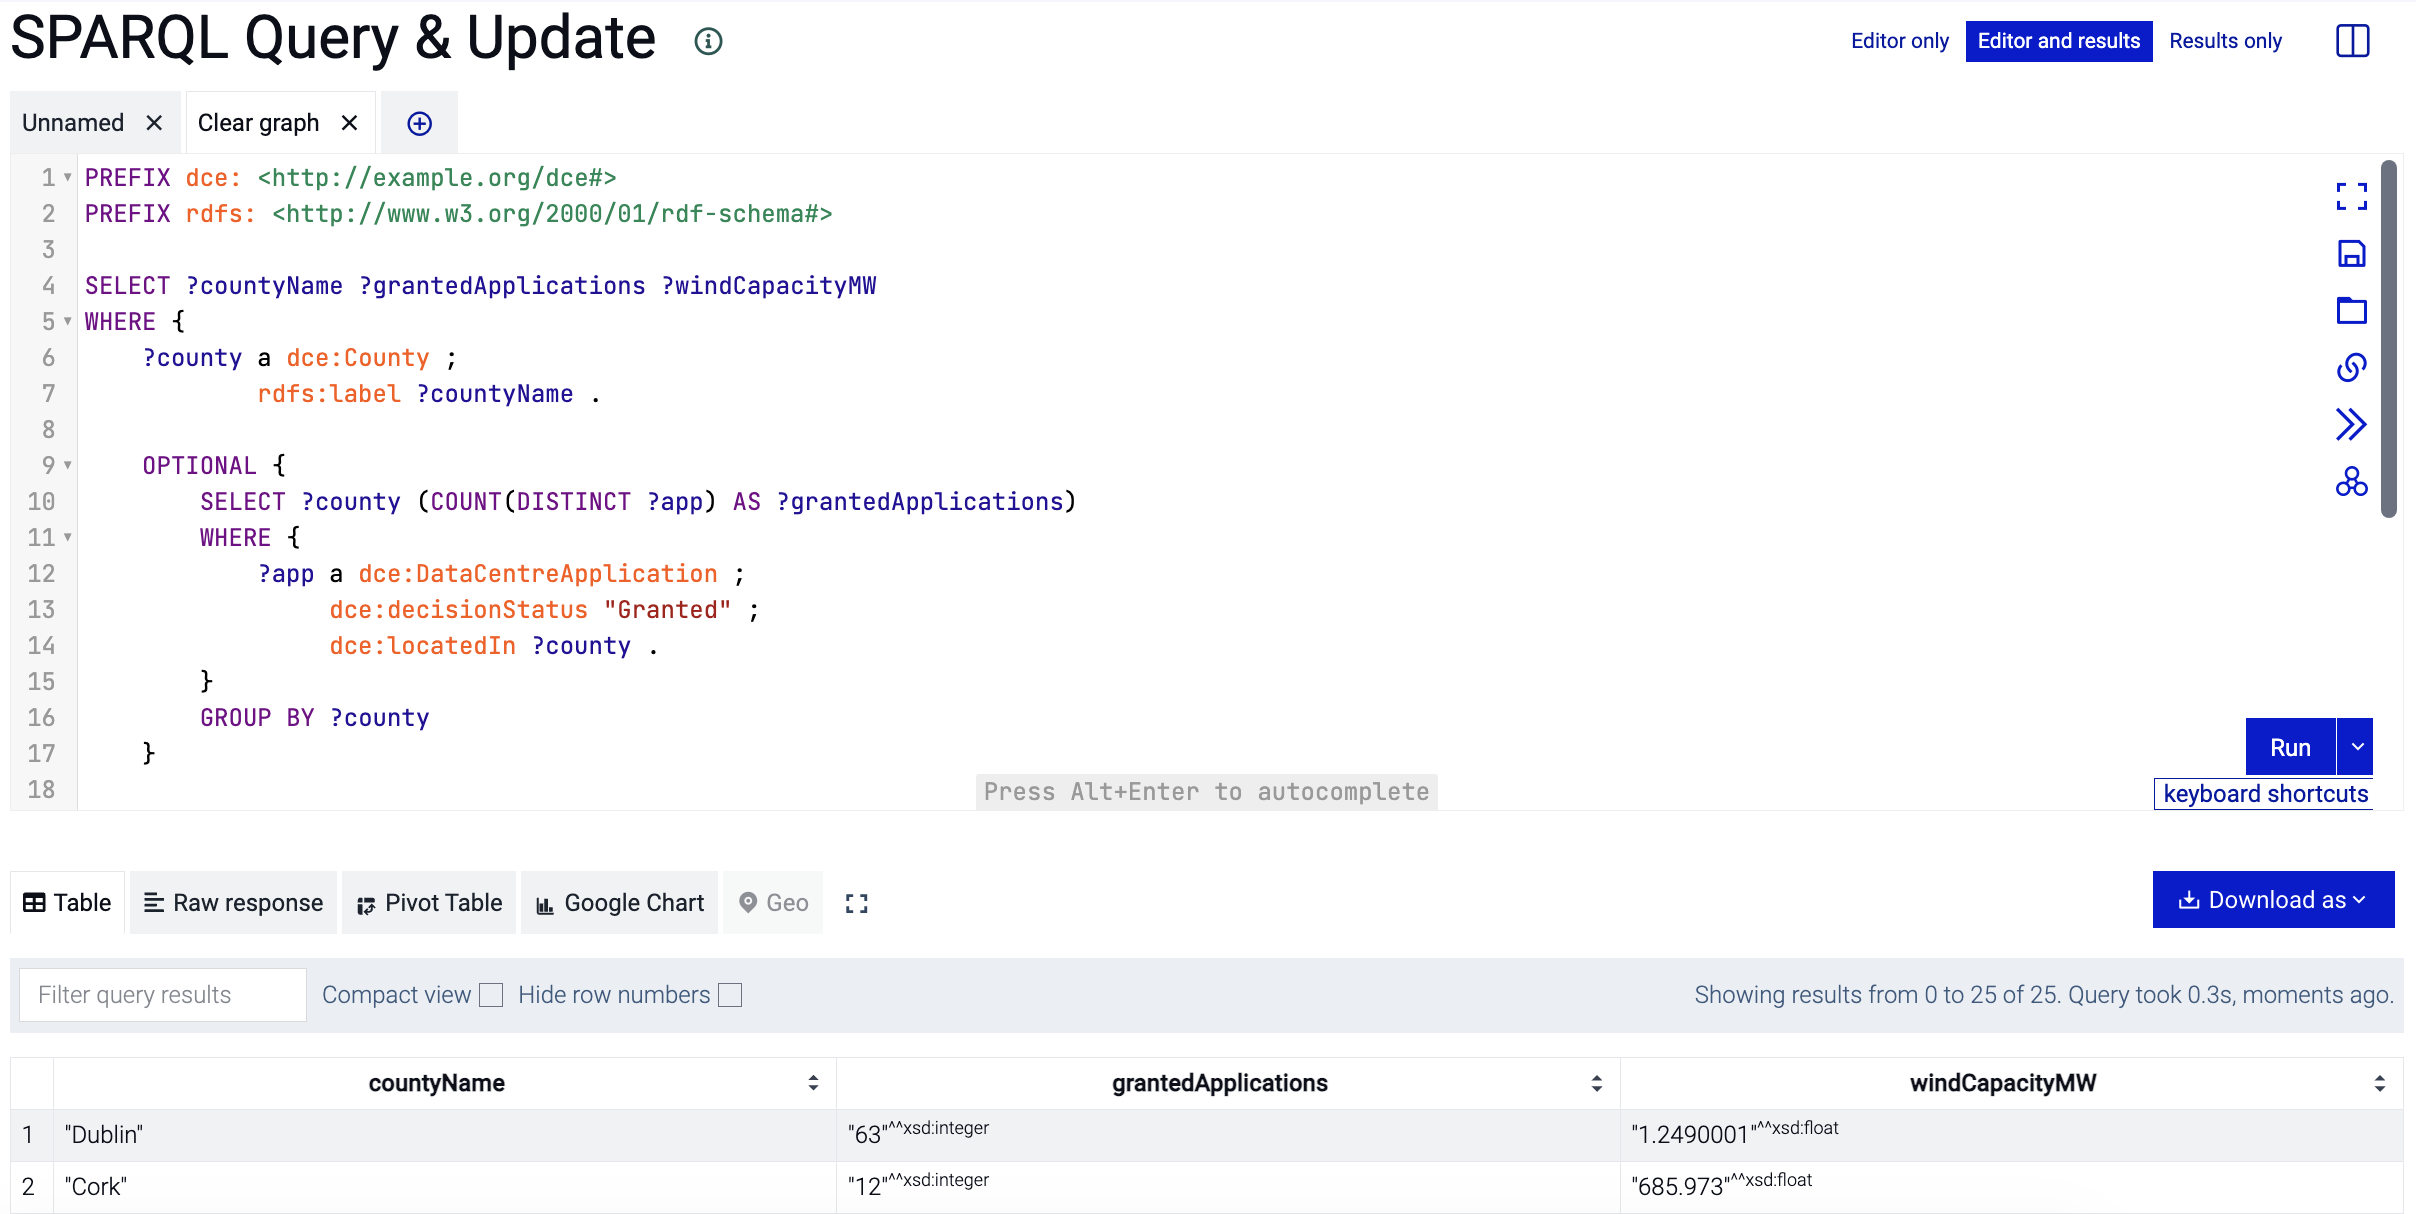 SPARQL Query & Update
Editor only Editor and results Results only
Unnamed Clear graph
1 PREFIX dce: <http://example.org/dce#>
2 PREFIX rdfs: <http://www.w3.org/2000/01/rdf-schema#>
3
4 SELECT ?countyName ?grantedApplications ?windCapacityMW
5 WHERE {
6 ?county a dce:County ;
7 rdfs:label ?countyName .
8
9 OPTIONAL {
10 SELECT ?county (COUNT(DISTINCT ?app) AS ?grantedApplications)
11 WHERE {
12 ?app a dce:DataCentreApplication ;
13 dce:decisionStatus "Granted" ;
14 dce:locatedIn ?county .
15 }
16 GROUP BY ?county
17 }
18
Run
Press Alt+Enter to autocomplete
keyboard shortcuts
Table Raw response Pivot Table Google Chart Geo Download as
Filter query results Compact view Hide row numbers Showing results from 0 to 25 of 25. Query took 0.3s, moments ago.
countyName grantedApplications windCapacityMW
1 "Dublin" "63"^^xsd:integer "1.2490001"^^xsd:float
2 "Cork" "12"^^xsd:integer "685.973"^^xsd:float